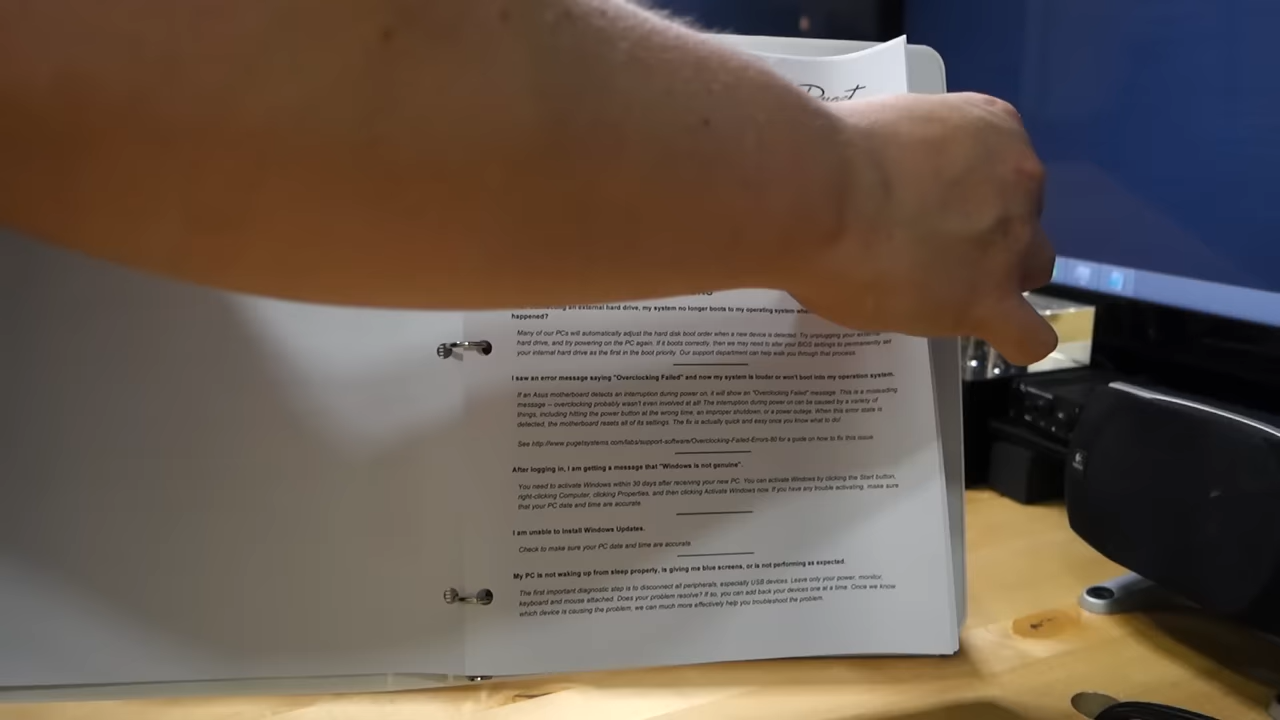 Puget
an external hard drive, my system no longer boots to my operating system
happened?
Many of our PCs will automatically adjust the hard disk boot order when a new device is detected. Try unplugging your
hard drive, and try powering on the PC again. If it boots correctly, then we may need to alter your BIOS settings to permanently set
your internal hard drive as the first in the boot priority. Our support department can help walk you through that process.
I saw an error message saying "Overclocking Failed" and now my system is louder or won't boot into my operating system.
If an Asus motherboard detects an interruption during power on, it will show an "Overclocking Failed" message. This is a misleading
message -- overclocking probably wasn't even involved at all! The interruption during power on can be caused by a variety of
things, including hitting the power button at the wrong time, an improper shutdown, or a power outage. When this error state is
detected, the motherboard resets all of its settings. The fix is actually quick and easy once you know what to do!
See http://www.pugetsystems.com/labs/support-software/Overclocking-Failed-Errors-80 for a guide on how to fix this issue
After logging in, I am getting a message that "Windows is not genuine".
You need to activate Windows within 30 days after receiving your new PC. You can activate Windows by clicking the Start button,
right-clicking Computer, clicking Properties, and then clicking Activate Windows now. If you have any trouble activating, make sure
that your PC date and time are accurate.
I am unable to install Windows Updates.
Check to make sure your PC date and time are accurate.
My PC is not waking up from sleep properly, is giving me blue screens, or is not performing as expected.
The first important diagnostic step is to disconnect all peripherals, especially USB devices. Leave only your power, monitor,
keyboard and mouse attached. Does your problem resolve? If so, you can add back your devices one at a time. Once we know
which device is causing the problem, we can much more effectively help you troubleshoot the problem.